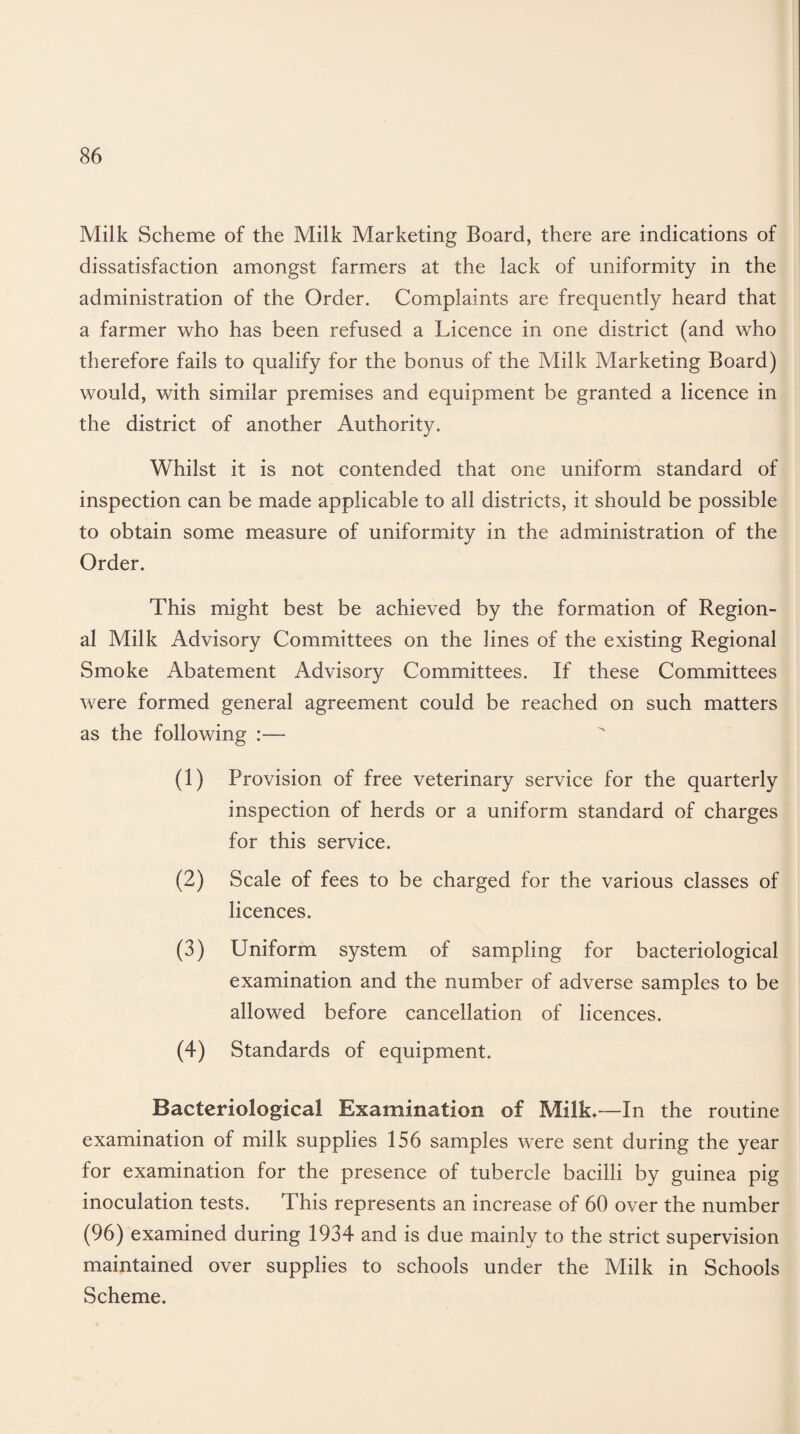 86
Milk Scheme of the Milk Marketing Board, there are indications of
dissatisfaction amongst farmers at the lack of uniformity in the
administration of the Order. Complaints are frequently heard that
a farmer who has been refused a Licence in one district (and who
therefore fails to qualify for the bonus of the Milk Marketing Board)
would, with similar premises and equipment be granted a licence in
the district of another Authority.
Whilst it is not contended that one uniform standard of
inspection can be made applicable to all districts, it should be possible
to obtain some measure of uniformity in the administration of the
Order.
This might best be achieved by the formation of Region-
al Milk Advisory Committees on the lines of the existing Regional
Smoke Abatement Advisory Committees. If these Committees
were formed general agreement could be reached on such matters
as the following :—
(1) Provision of free veterinary service for the quarterly
inspection of herds or a uniform standard of charges
for this service.
(2) Scale of fees to be charged for the various classes of
licences.
(3) Uniform system of sampling for bacteriological
examination and the number of adverse samples to be
allowed before cancellation of licences.
(4) Standards of equipment.
Bacteriological Examination of Milk.—In the routine
examination of milk supplies 156 samples were sent during the year
for examination for the presence of tubercle bacilli by guinea pig
inoculation tests. This represents an increase of 60 over the number
(96) examined during 1934 and is due mainly to the strict supervision
maintained over supplies to schools under the Milk in Schools
Scheme.